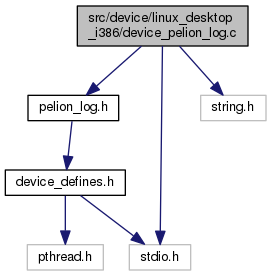 src/device/linux_desktop
_i386/device_pelion_log.c
pelion_log.h
string.h
device_defines.h
pthread.h
stdio.h